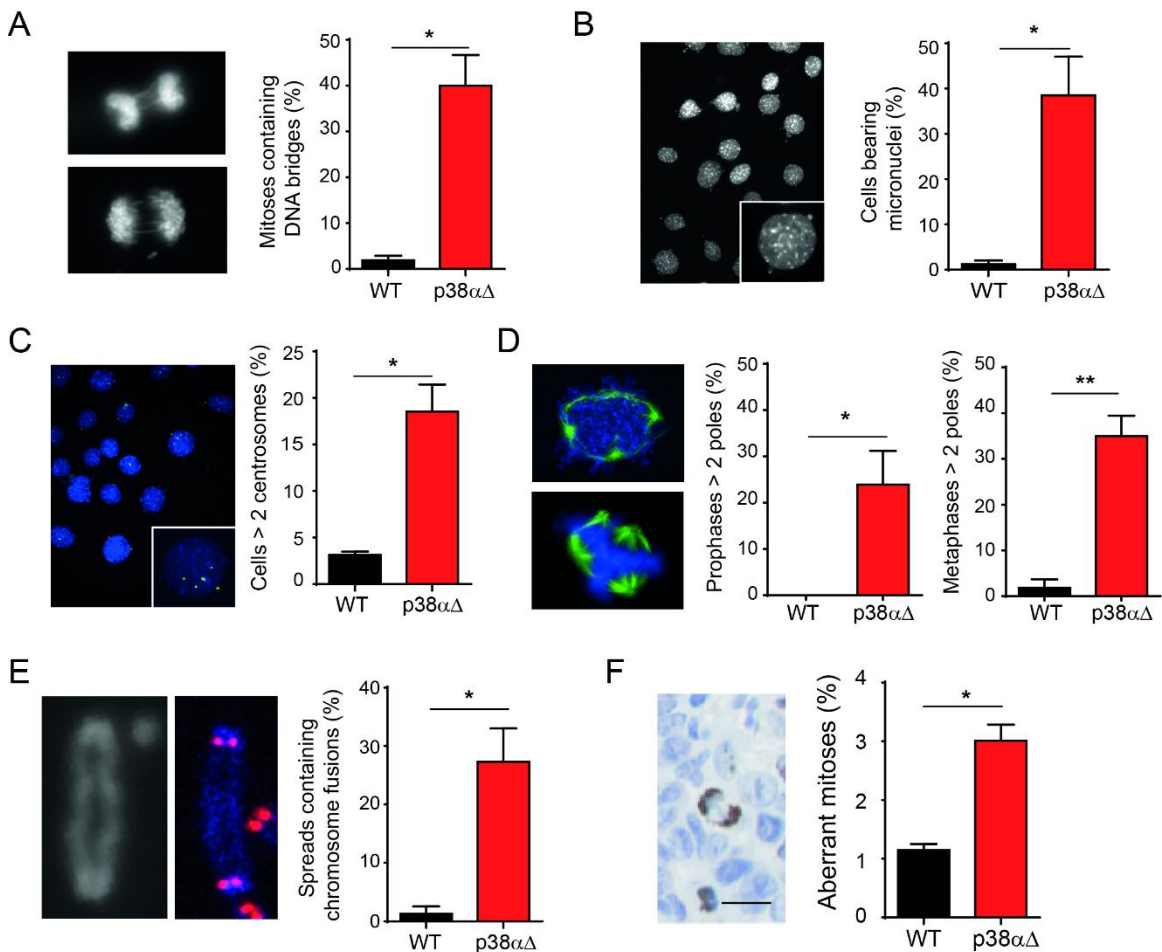 A
Mitoses containing
DNA bridges (%)
50
40
30
20
10
0
*
WT
p38αΔ
B
Cells bearing
micronuclei (%)
50
40
30
20
10
0
*
WT
p38αΔ
C
Cells > 2 centrosomes (%)
25
20
15
10
5
0
*
WT
p38αΔ
D
Prophases > 2 poles (%)
50
40
30
20
10
0
*
WT
p38αΔ
Metaphases > 2 poles (%)
50
40
30
20
10
0
**
WT
p38αΔ
E
Spreads containing
chromosome fusions (%)
40
30
20
10
0
*
WT
p38αΔ
F
Aberrant mitoses (%)
4
3
2
1
0
*
WT
p38αΔ